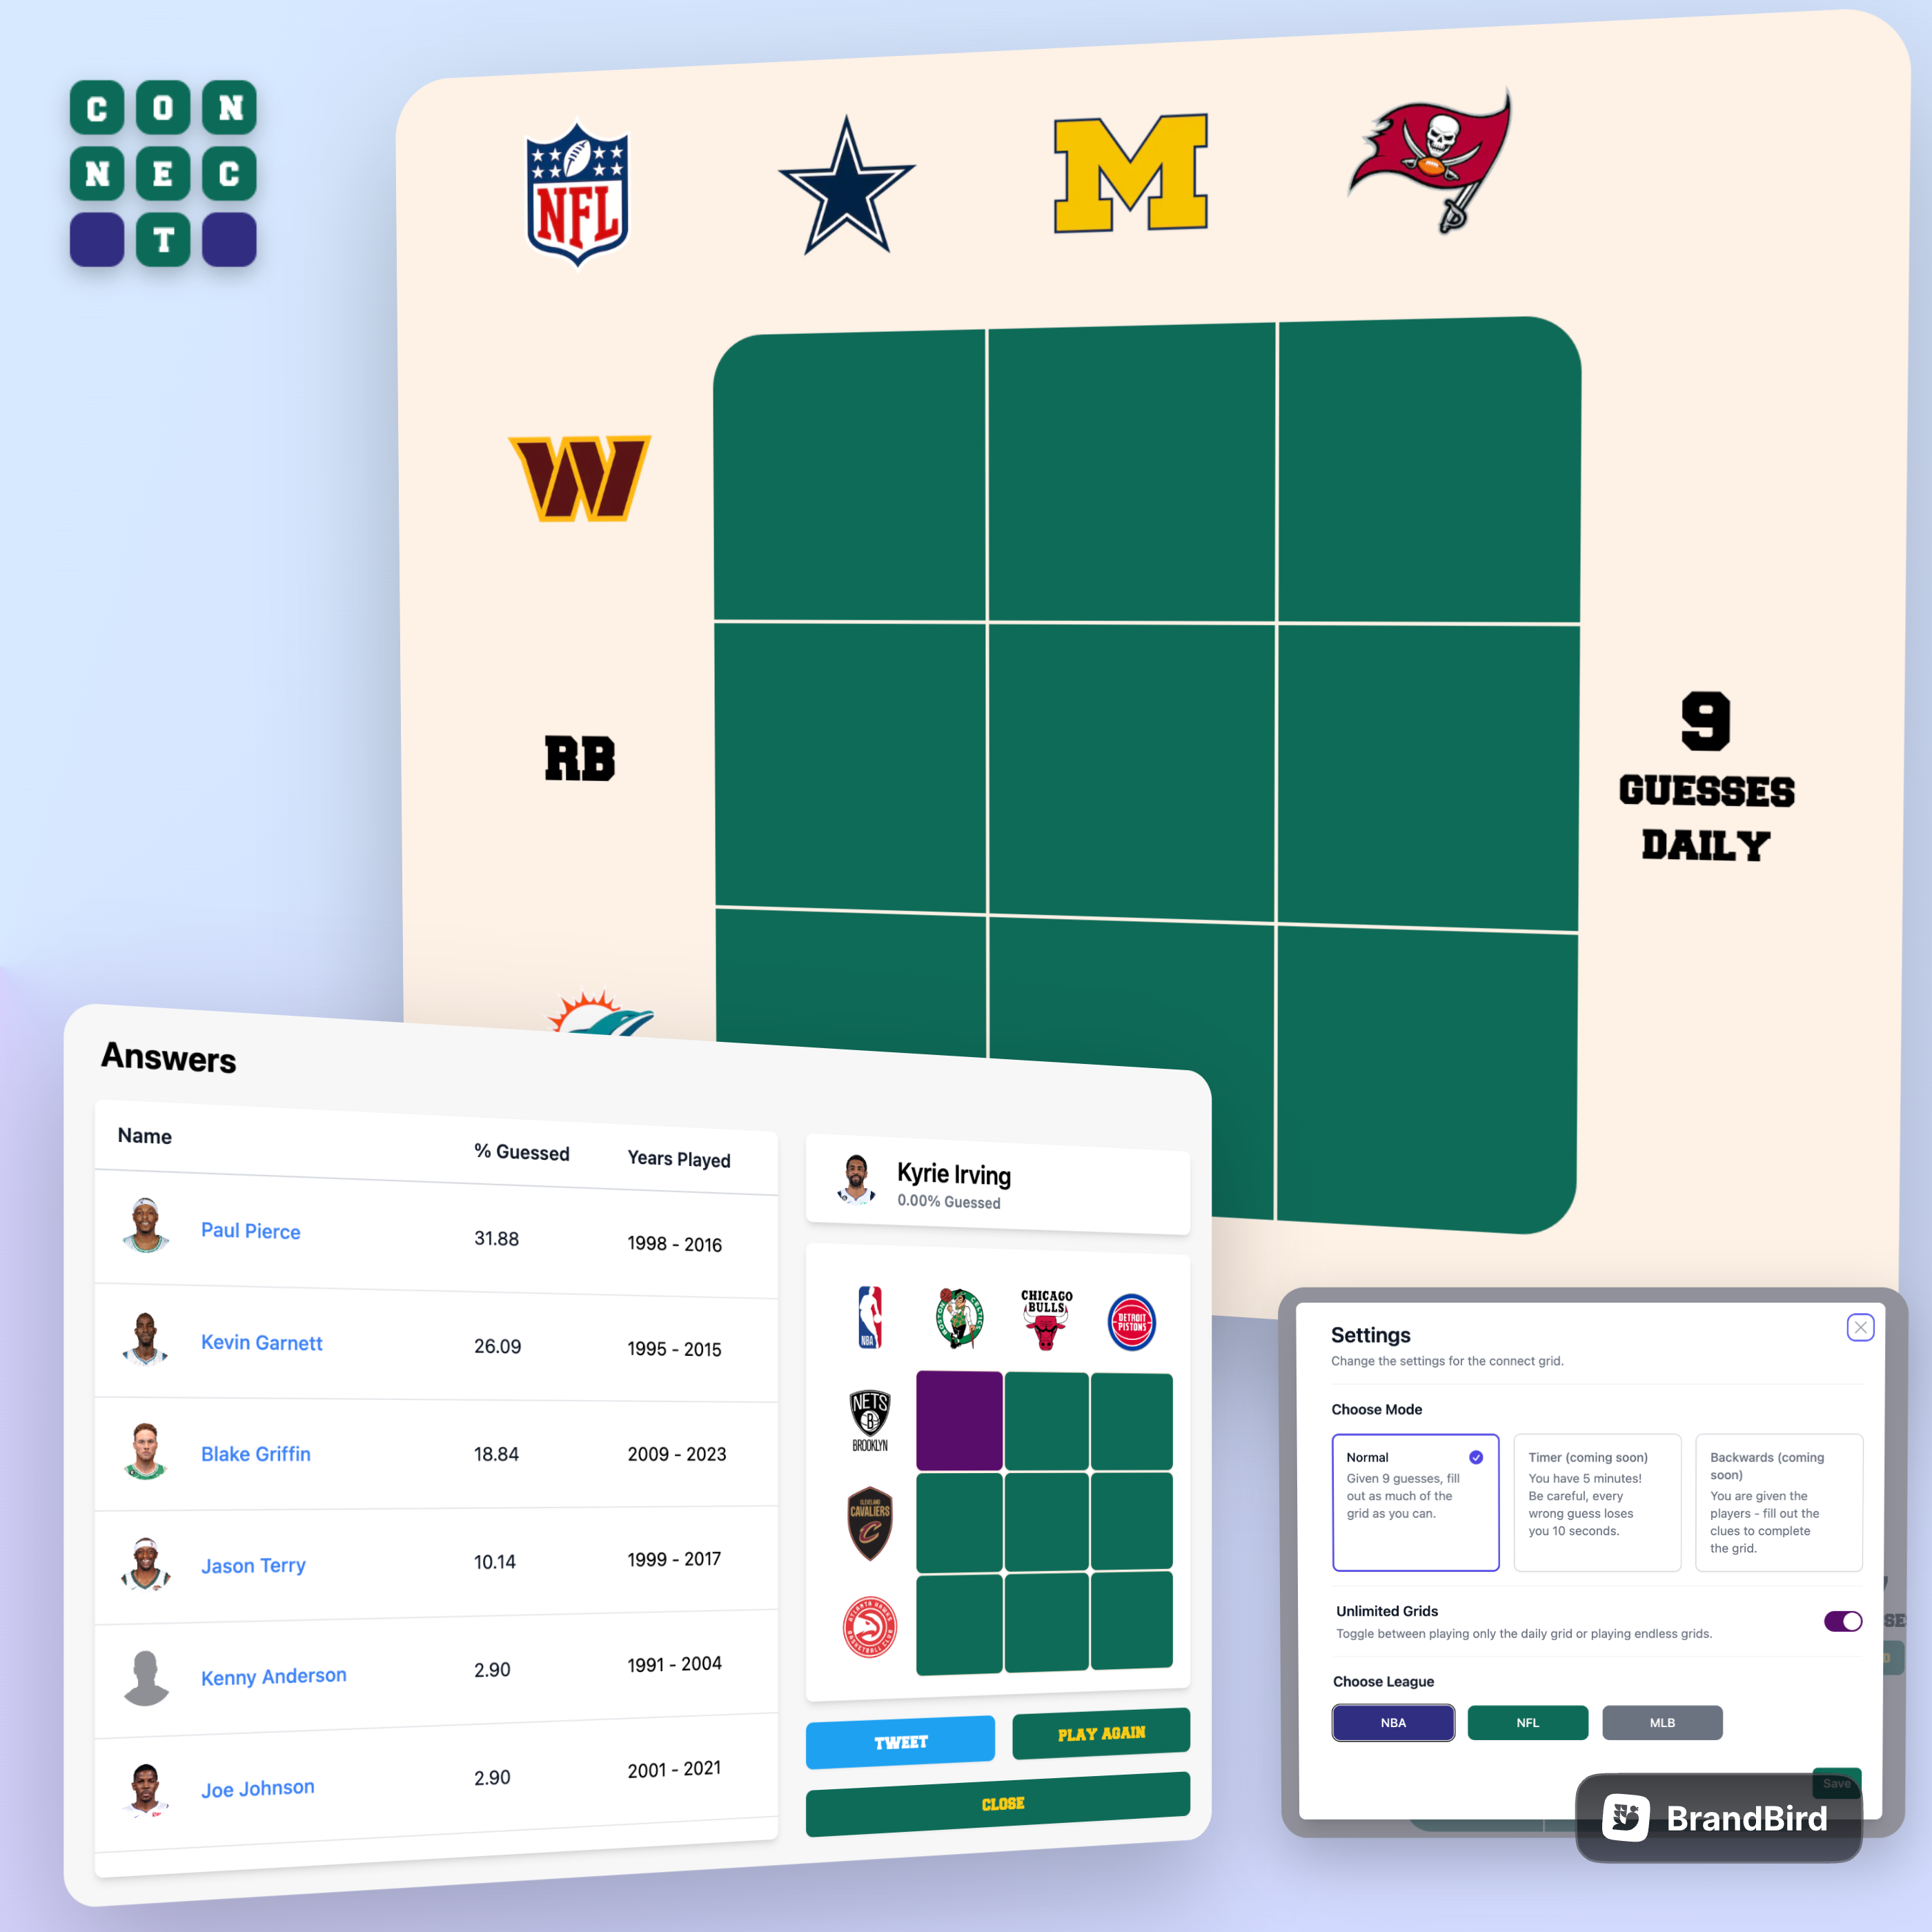 C O N
N E C
T
NFL
M
W
RB
9
GUESSES
DAILY
Answers
Name % Guessed Years Played
Paul Pierce 31.88 1998 - 2016
Kevin Garnett 26.09 1995 - 2015
Blake Griffin 18.84 2009 - 2023
Jason Terry 10.14 1999 - 2017
Kenny Anderson 2.90 1991 - 2004
Joe Johnson 2.90 2001 - 2021
Kyrie Irving
0.00% Guessed
NBA
BOSTON CELTICS
CHICAGO
BULLS
DETROIT
PISTONS
NETS
B
BROOKLYN
CLEVELAND
CAVALIERS
C
ATLANTA HAWKS
BASKETBALL CLUB
TWEET
PLAY AGAIN
CLOSE
Settings
Change the settings for the connect grid.
Choose Mode
Normal
Given 9 guesses, fill
out as much of the
grid as you can.
Timer (coming soon)
You have 5 minutes!
Be careful, every
wrong guess loses
you 10 seconds.
Backwards (coming
soon)
You are given the
players - fill out the
clues to complete
the grid.
Unlimited Grids
Toggle between playing only the daily grid or playing endless grids.
Choose League
NBA NFL MLB
Save
BrandBird